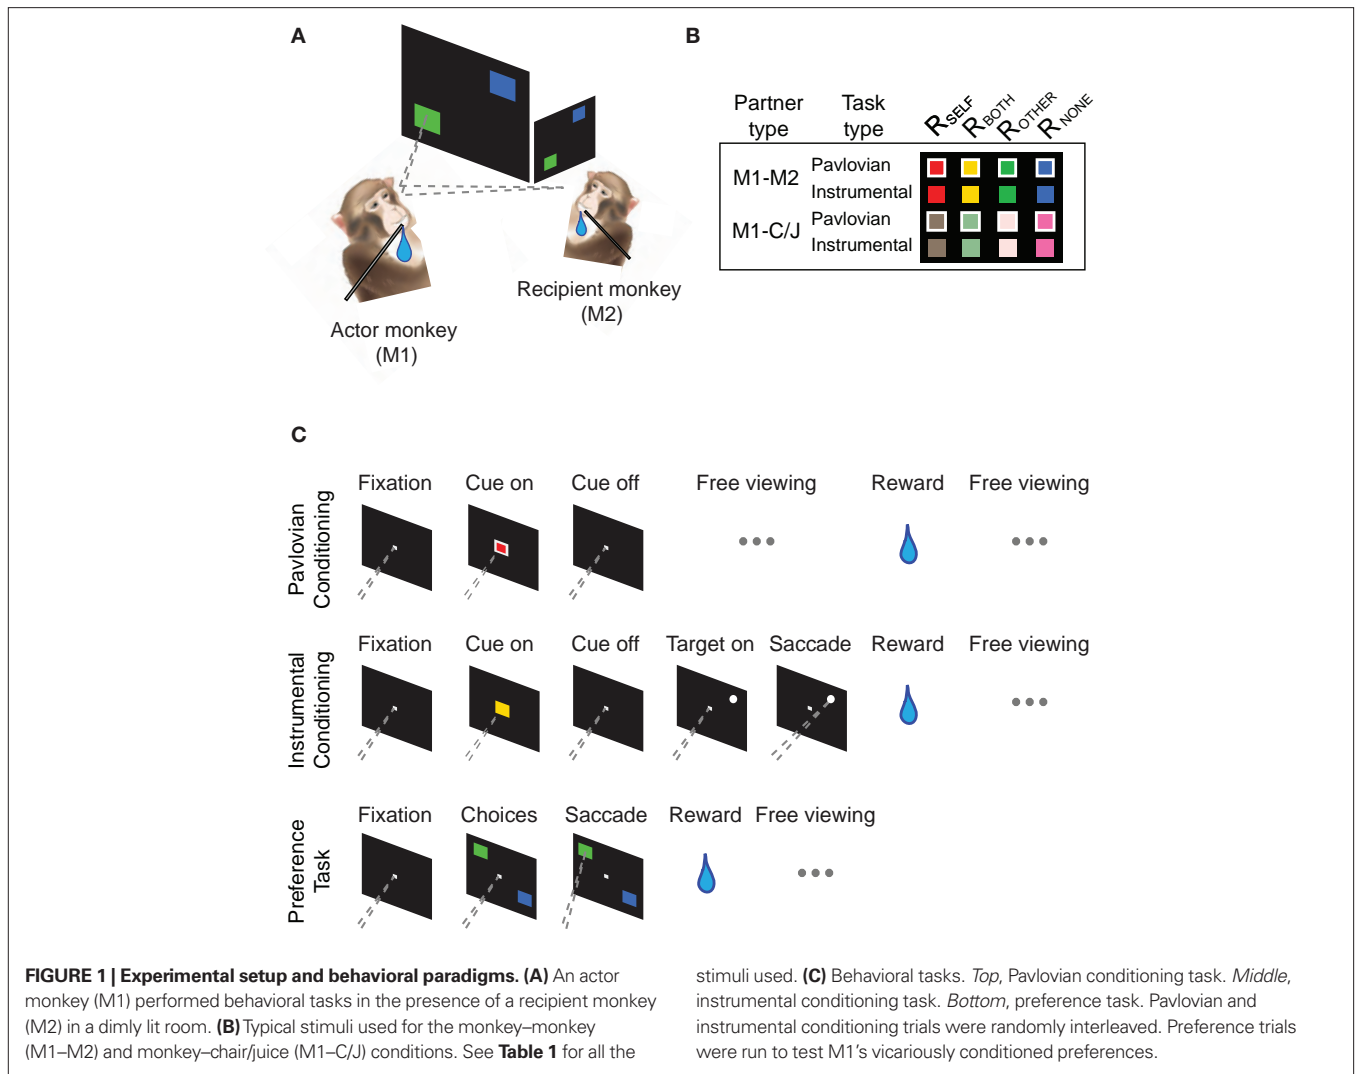 A
B
Actor monkey
(M1)
Recipient monkey
(M2)
Partner
type
Task
type
RSELF
RBOTH
ROTHER
RNONE
M1-M2
Pavlovian
Instrumental
M1-C/J
Pavlovian
Instrumental
C
Pavlovian
Conditioning
Fixation
Cue on
Cue off
Free viewing
Reward
Free viewing
Instrumental
Conditioning
Fixation
Cue on
Cue off
Target on
Saccade
Reward
Free viewing
Preference
Task
Fixation
Choices
Saccade
Reward
Free viewing
FIGURE 1 | Experimental setup and behavioral paradigms. (A) An actor
monkey (M1) performed behavioral tasks in the presence of a recipient monkey
(M2) in a dimly lit room. (B) Typical stimuli used for the monkey–monkey
(M1–M2) and monkey–chair/juice (M1–C/J) conditions. See Table 1 for all the
stimuli used. (C) Behavioral tasks. Top, Pavlovian conditioning task. Middle,
instrumental conditioning task. Bottom, preference task. Pavlovian and
instrumental conditioning trials were randomly interleaved. Preference trials
were run to test M1's vicariously conditioned preferences.